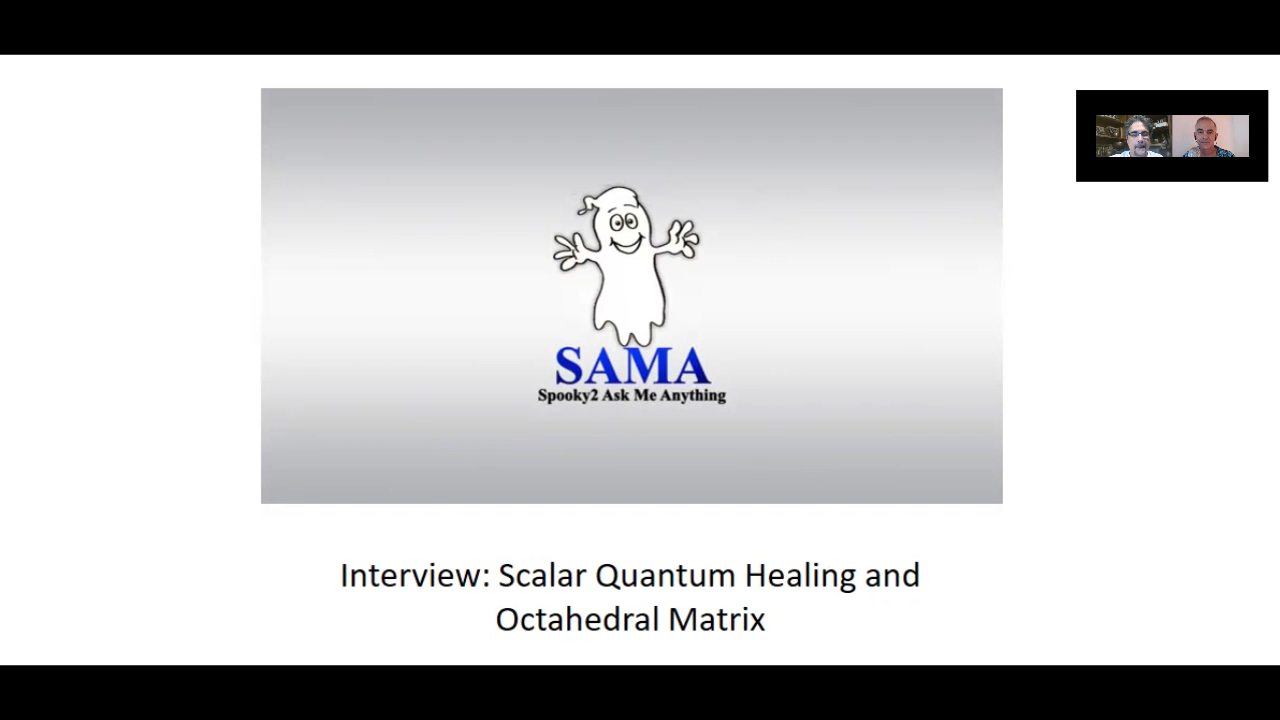 SAMA
Spooky2 Ask Me Anything
Interview: Scalar Quantum Healing and
Octahedral Matrix